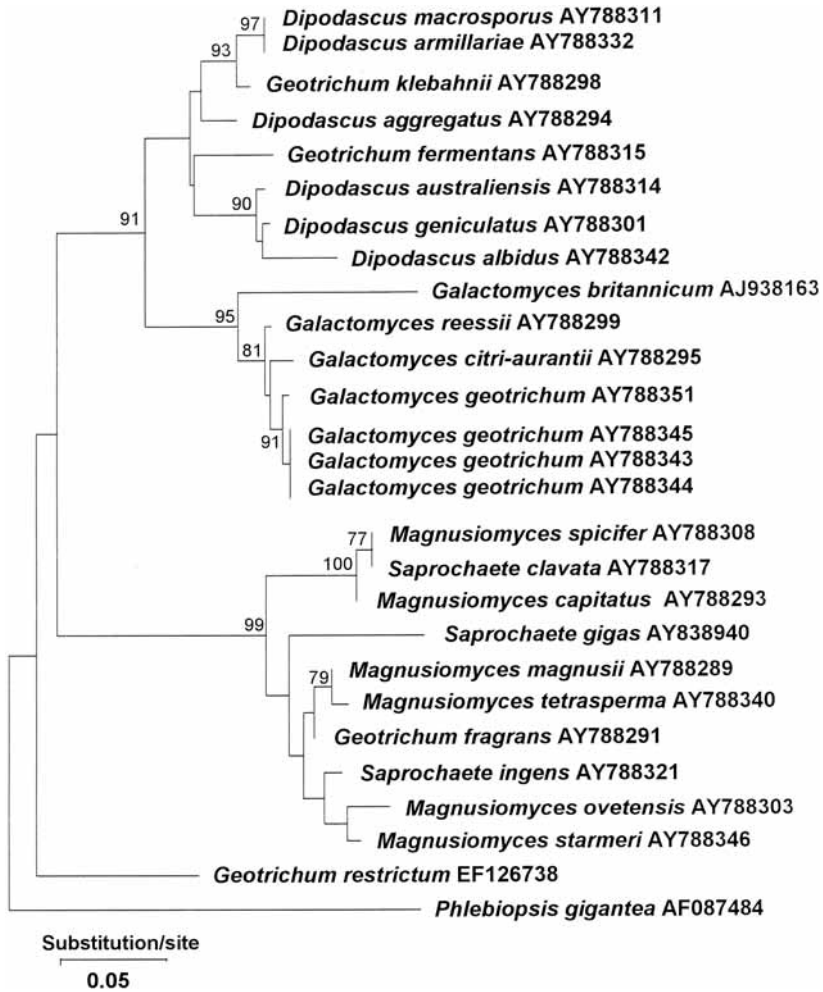 97
Dipodascus macrosporus AY788311
Dipodascus armillariae AY788332
93
Geotrichum klebahnii AY788298
Dipodascus aggregatus AY788294
Geotrichum fermentans AY788315
Dipodascus australiensis AY788314
90
91
Dipodascus geniculatus AY788301
Dipodascus albidus AY788342
Galactomyces britannicum AJ938163
95
Galactomyces reessii AY788299
81
Galactomyces citri-aurantii AY788295
Galactomyces geotrichum AY788351
91
Galactomyces geotrichum AY788345
Galactomyces geotrichum AY788343
Galactomyces geotrichum AY788344
77
Magnusiomyces spicifer AY788308
100
Saprochaete clavata AY788317
Magnusiomyces capitatus AY788293
99
Saprochaete gigas AY838940
Magnusiomyces magnusii AY788289
79
Magnusiomyces tetrasperma AY788340
Geotrichum fragrans AY788291
Saprochaete ingens AY788321
Magnusiomyces ovetensis AY788303
Magnusiomyces starmeri AY788346
Geotrichum restrictum EF126738
Phlebiopsis gigantea AF087484
Substitution/site
0.05